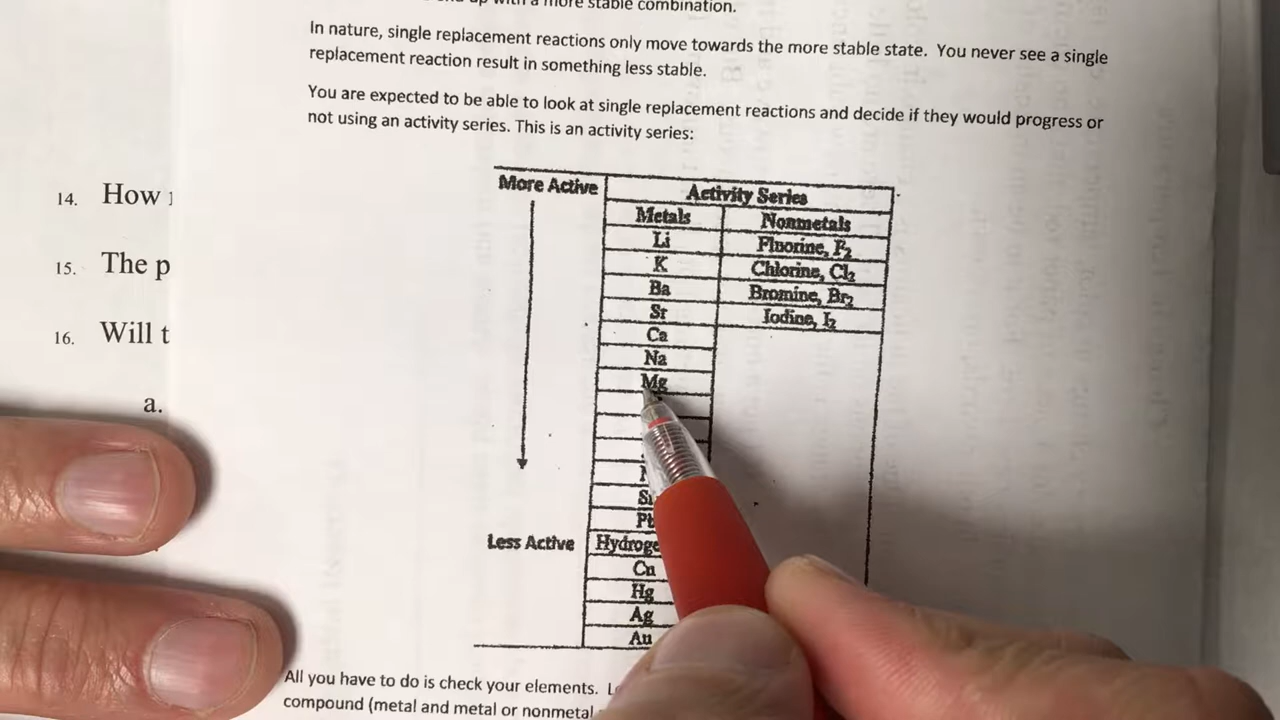 with a more stable combination.
In nature, single replacement reactions only move towards the more stable state. You never see a single
replacement reaction result in something less stable.
You are expected to be able to look at single replacement reactions and decide if they would progress or
not using an activity series. This is an activity series:
14. How
15. The p
16. Will t
a.
More Active
Activity Series
Metals Nonmetals
Li Fluorine, F₂
K Chlorine, Cl₂
Ba Bromine, Br₂
Sr Iodine, I₂
Ca
Na
Mg
Less Active Hydroge
Cu
Hg
Ag
Au
All you have to do is check your elements.
compound (metal and metal or nonmetal